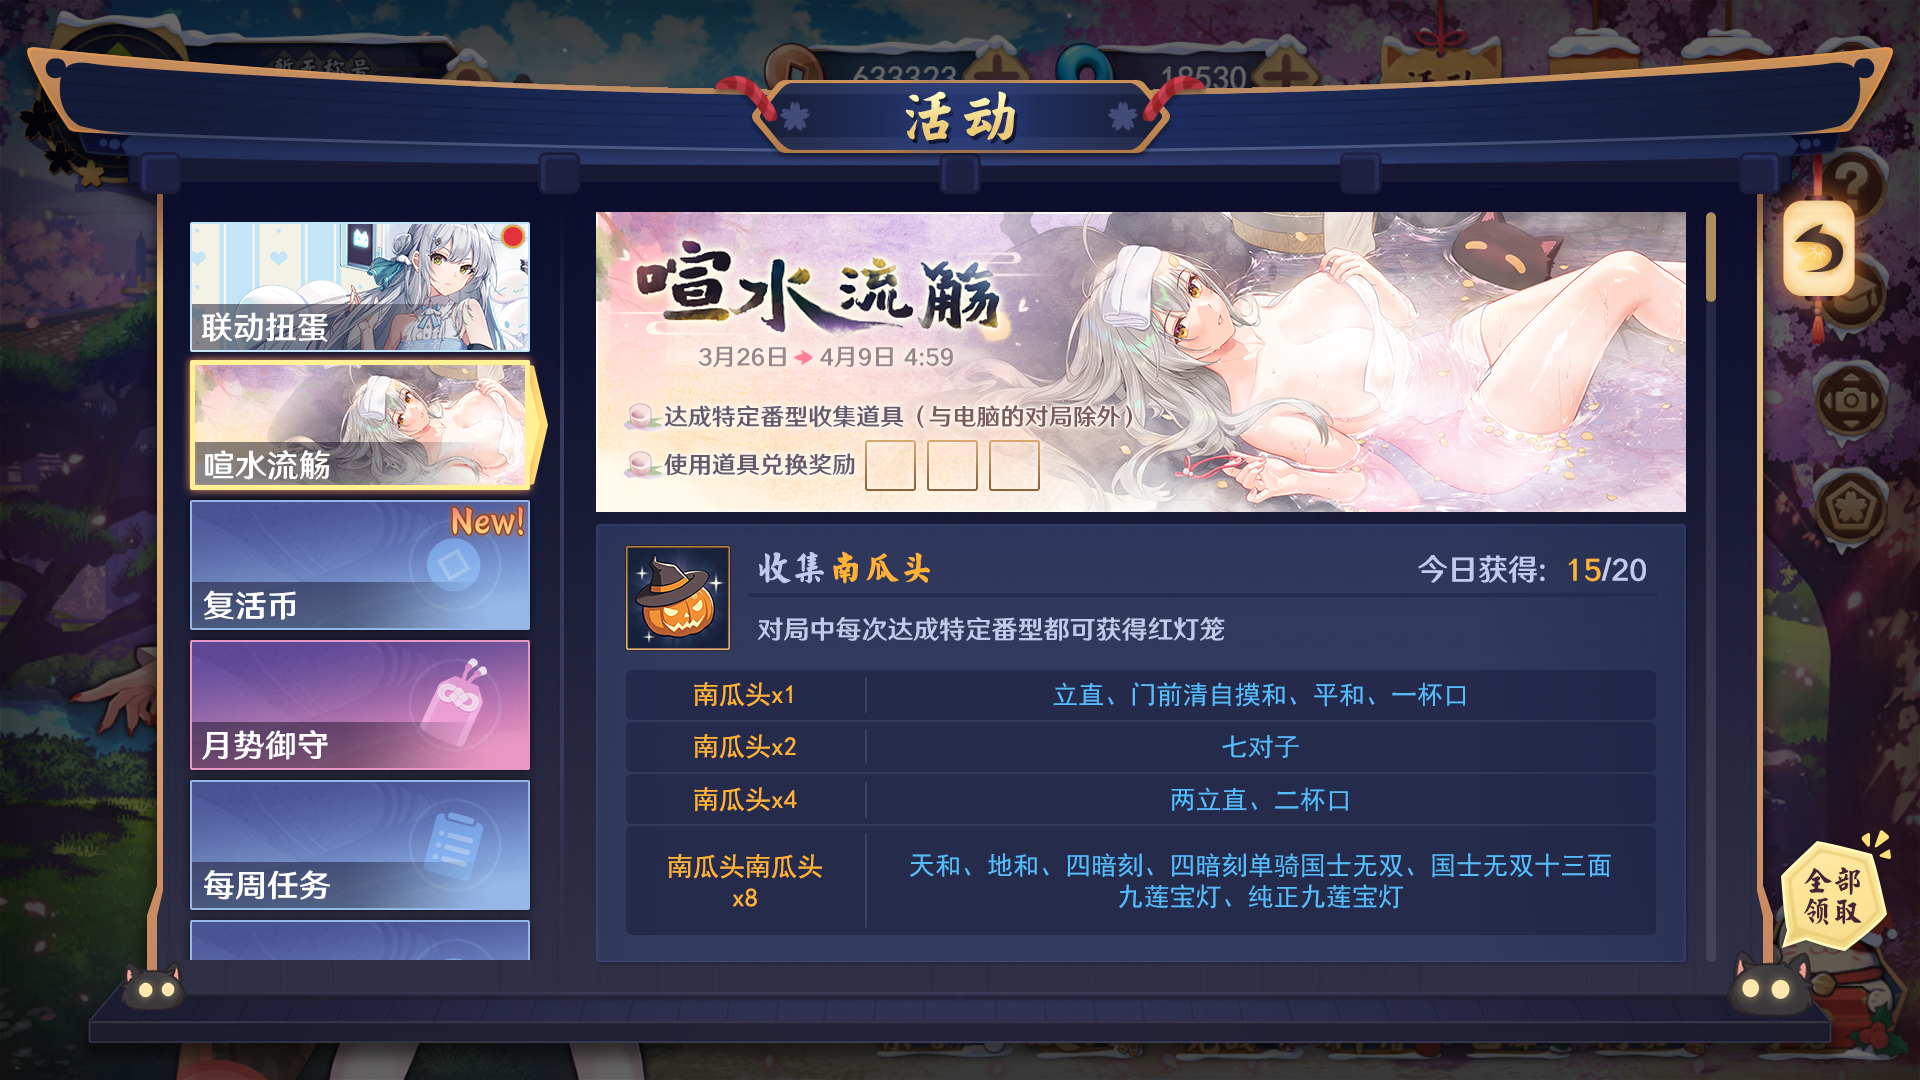 暂无称号
633323
18530
活动
活动
联动扭蛋
喧水流觞
New!
复活币
月势御守
每周任务
喧水流觞
3月26日 4月9日 4:59
达成特定番型收集道具（与电脑的对局除外）
使用道具兑换奖励
收集南瓜头
今日获得: 15/20
对局中每次达成特定番型都可获得红灯笼
南瓜头x1
立直、门前清自摸和、平和、一杯口
南瓜头x2
七对子
南瓜头x4
两立直、二杯口
南瓜头南瓜头
x8
天和、地和、四暗刻、四暗刻单骑国士无双、国士无双十三面
九莲宝灯、纯正九莲宝灯
全部
领取